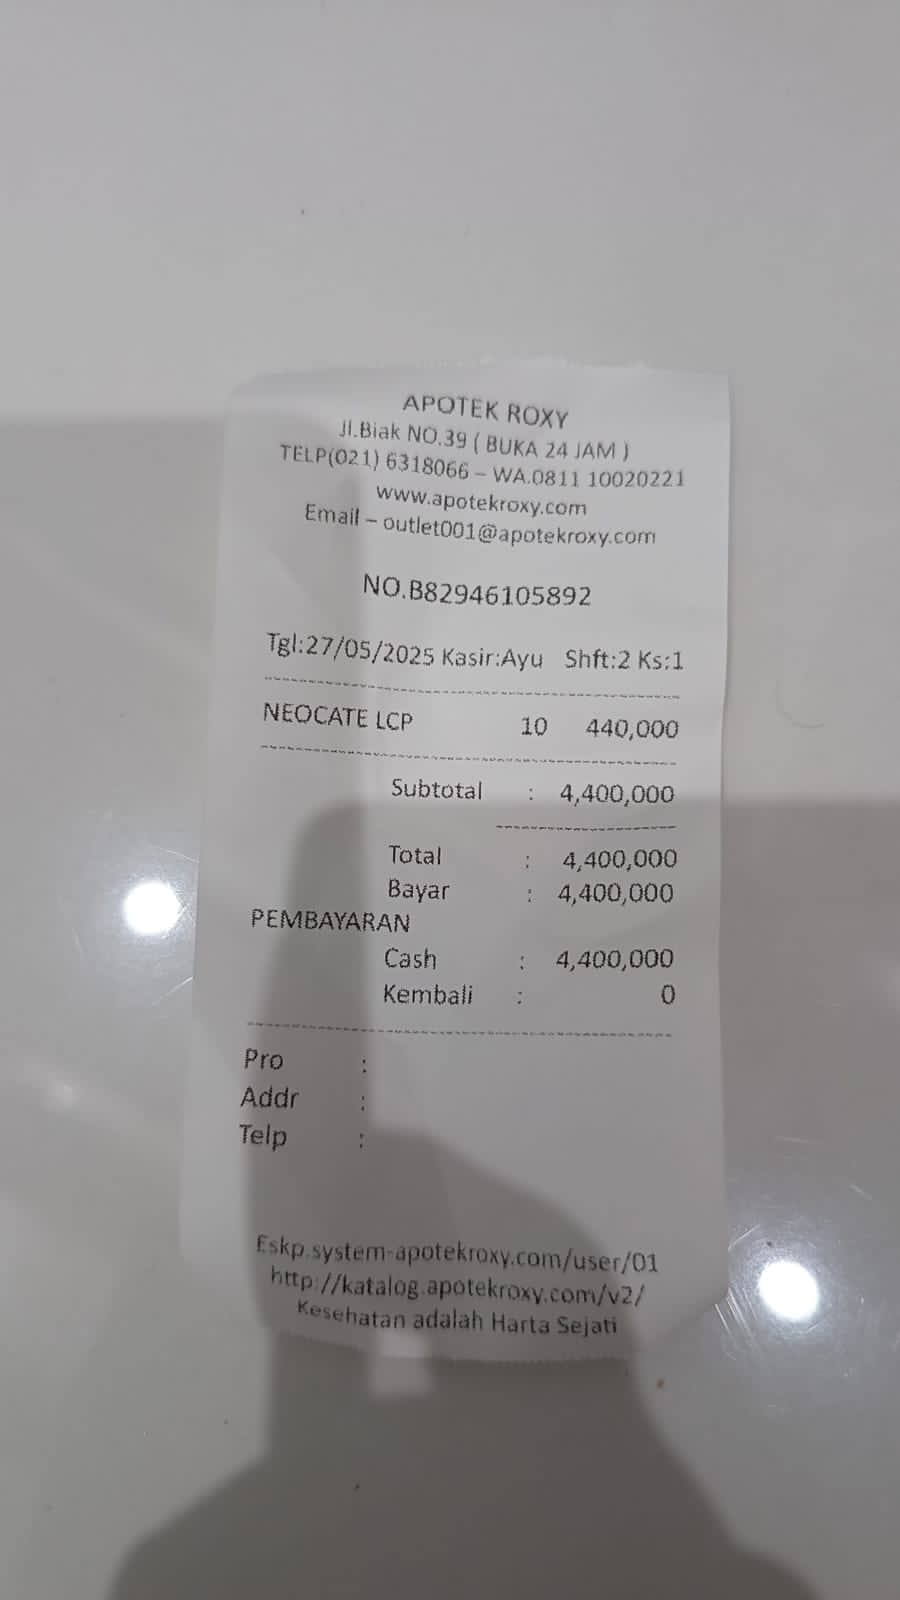 APOTEK ROXY
Jl.Biak NO.39 ( BUKA 24 JAM )
TELP(021) 6318066 – WA.0811 10020221
www.apotekroxy.com
Email – outlet001@apotekroxy.com
NO.B82946105892
Tgl:27/05/2025 Kasir:Ayu Shft:2 Ks:1
NEOCATE LCP 10 440,000
Subtotal : 4,400,000
Total : 4,400,000
Bayar : 4,400,000
PEMBAYARAN
Cash : 4,400,000
Kembali : 0
Pro :
Addr :
Telp :
Eskp.system-apotekroxy.com/user/01
http://katalog.apotekroxy.com/v2/
Kesehatan adalah Harta Sejati